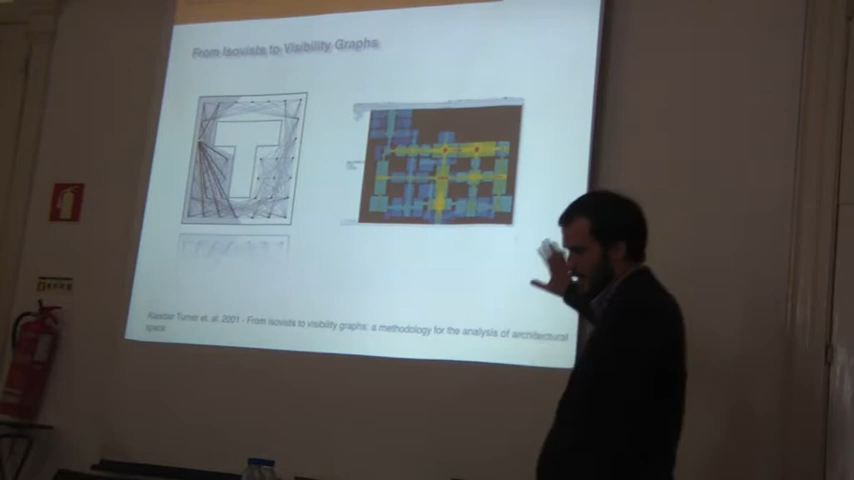 From Isovists to Visibility Graphs
Alasdair Turner et. al. 2001 - From isovists to visibility graphs: a methodology for the analysis of architectural
space